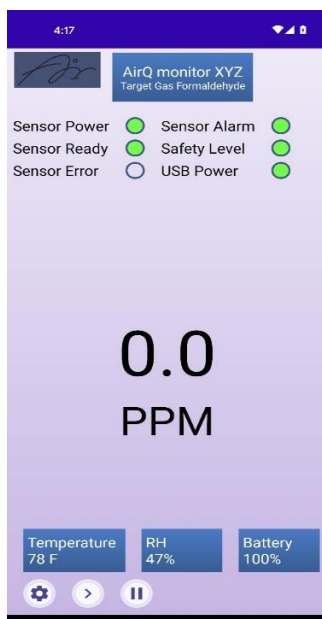 4:17
Air
AirQ monitor XYZ
Target Gas Formaldehyde
Sensor Power
Sensor Alarm
Sensor Ready
Safety Level
Sensor Error
USB Power
0.0
PPM
Temperature
78 F
RH
47%
Battery
100%